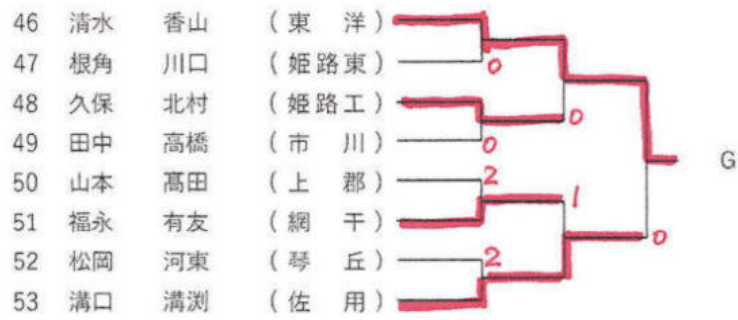 46 清水 香山 (東 洋)
47 根角 川口 (姫路東)
0
48 久保 北村 (姫路工)
0
49 田中 高橋 (市 川)
0
50 山本 髙田 (上 郡)
2
1
51 福永 有友 (網 干)
52 松岡 河東 (琴 丘)
2
0
53 溝口 溝渕 (佐 用)
G